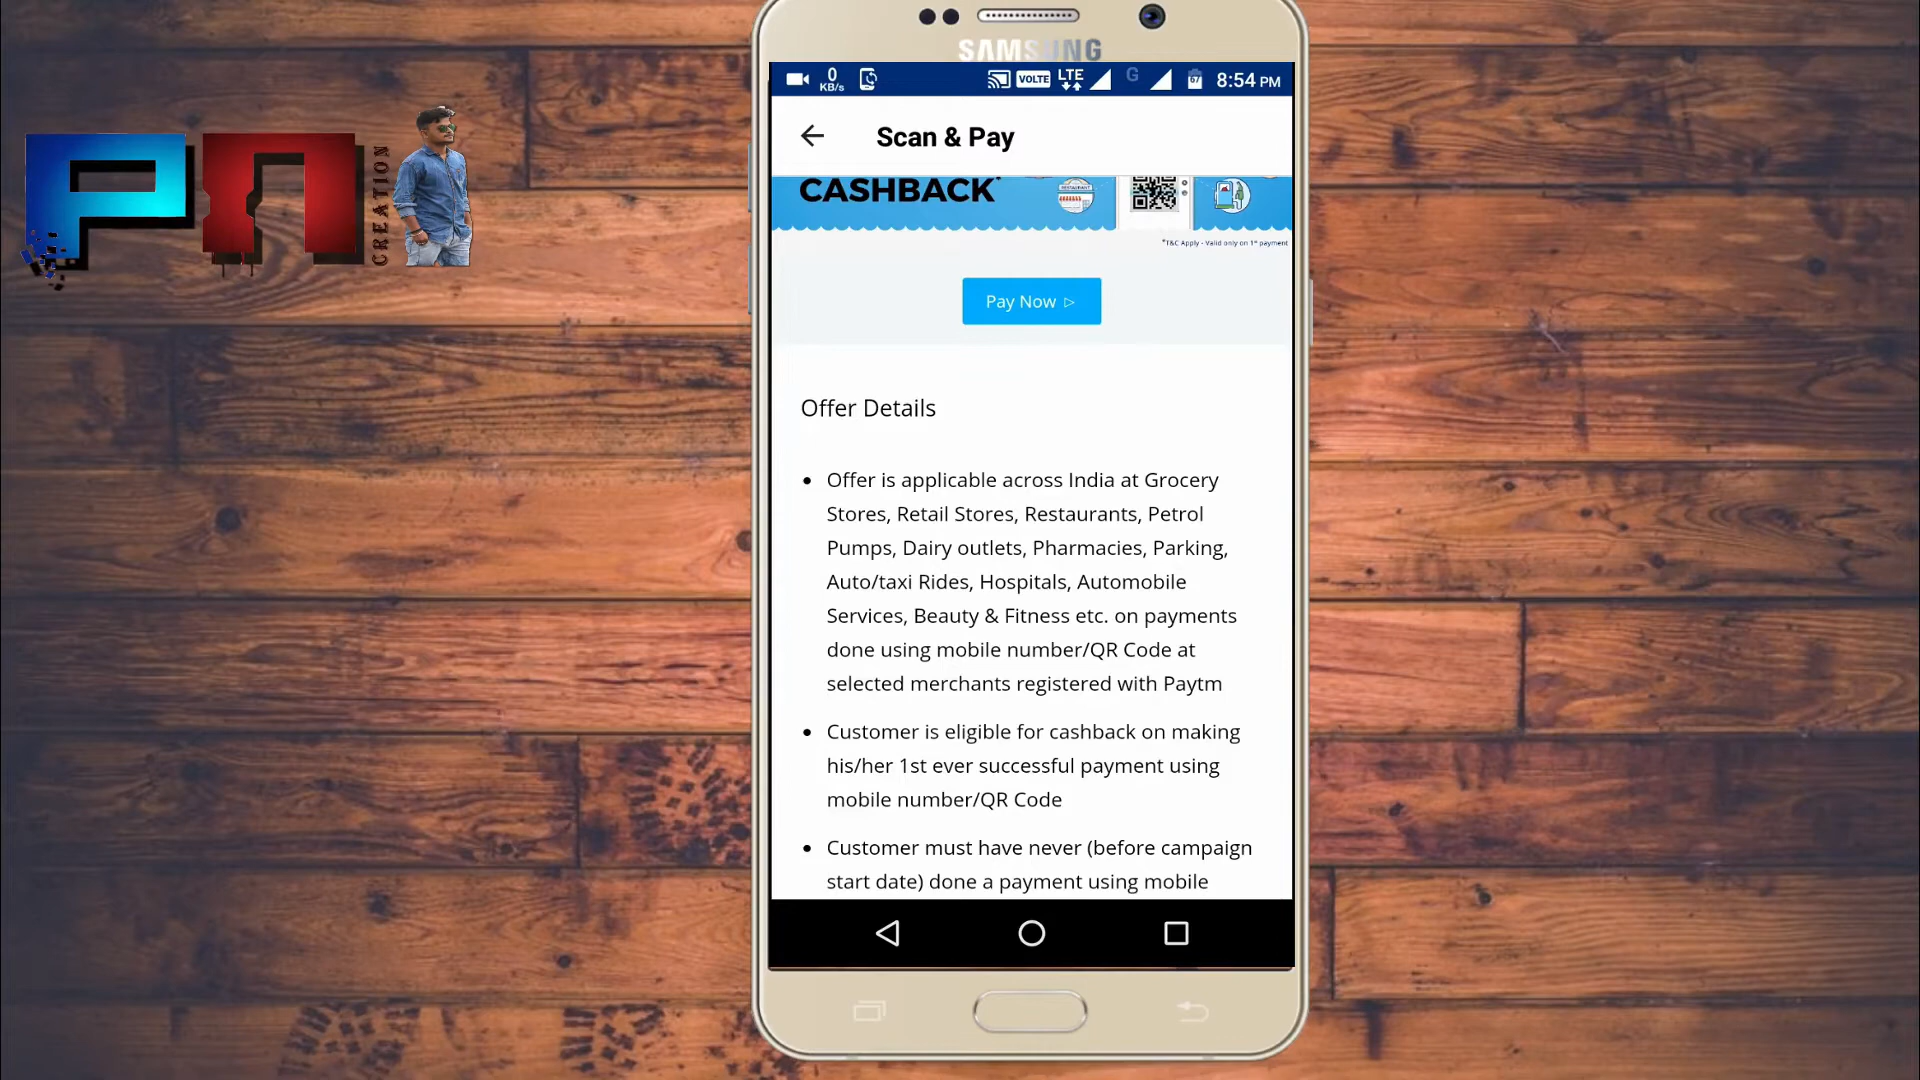 SAMSUNG
0
KB/s
VOLTE
LTE
G
67
8:54 PM
Scan & Pay
CASHBACK*
RESTAURANT
*T&C Apply - Valid only on 1st payment
Pay Now ▷
Offer Details
• Offer is applicable across India at Grocery
Stores, Retail Stores, Restaurants, Petrol
Pumps, Dairy outlets, Pharmacies, Parking,
Auto/taxi Rides, Hospitals, Automobile
Services, Beauty & Fitness etc. on payments
done using mobile number/QR Code at
selected merchants registered with Paytm
• Customer is eligible for cashback on making
his/her 1st ever successful payment using
mobile number/QR Code
• Customer must have never (before campaign
start date) done a payment using mobile
Pn
CREATION